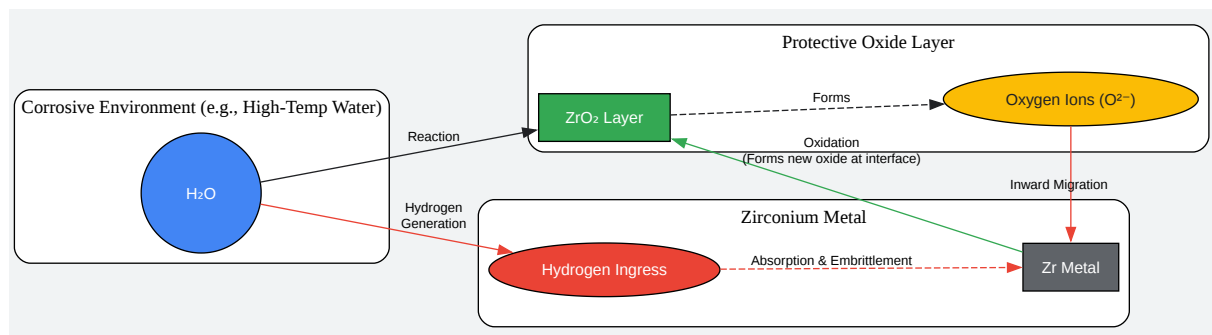 Protective Oxide Layer
Corrosive Environment (e.g., High-Temp Water)
H₂O
Reaction
ZrO₂ Layer
Forms
Oxygen Ions (O²⁻)
Oxidation
(Forms new oxide at interface)
Inward Migration
Hydrogen
Generation
Zirconium Metal
Hydrogen Ingress
Absorption & Embrittlement
Zr Metal